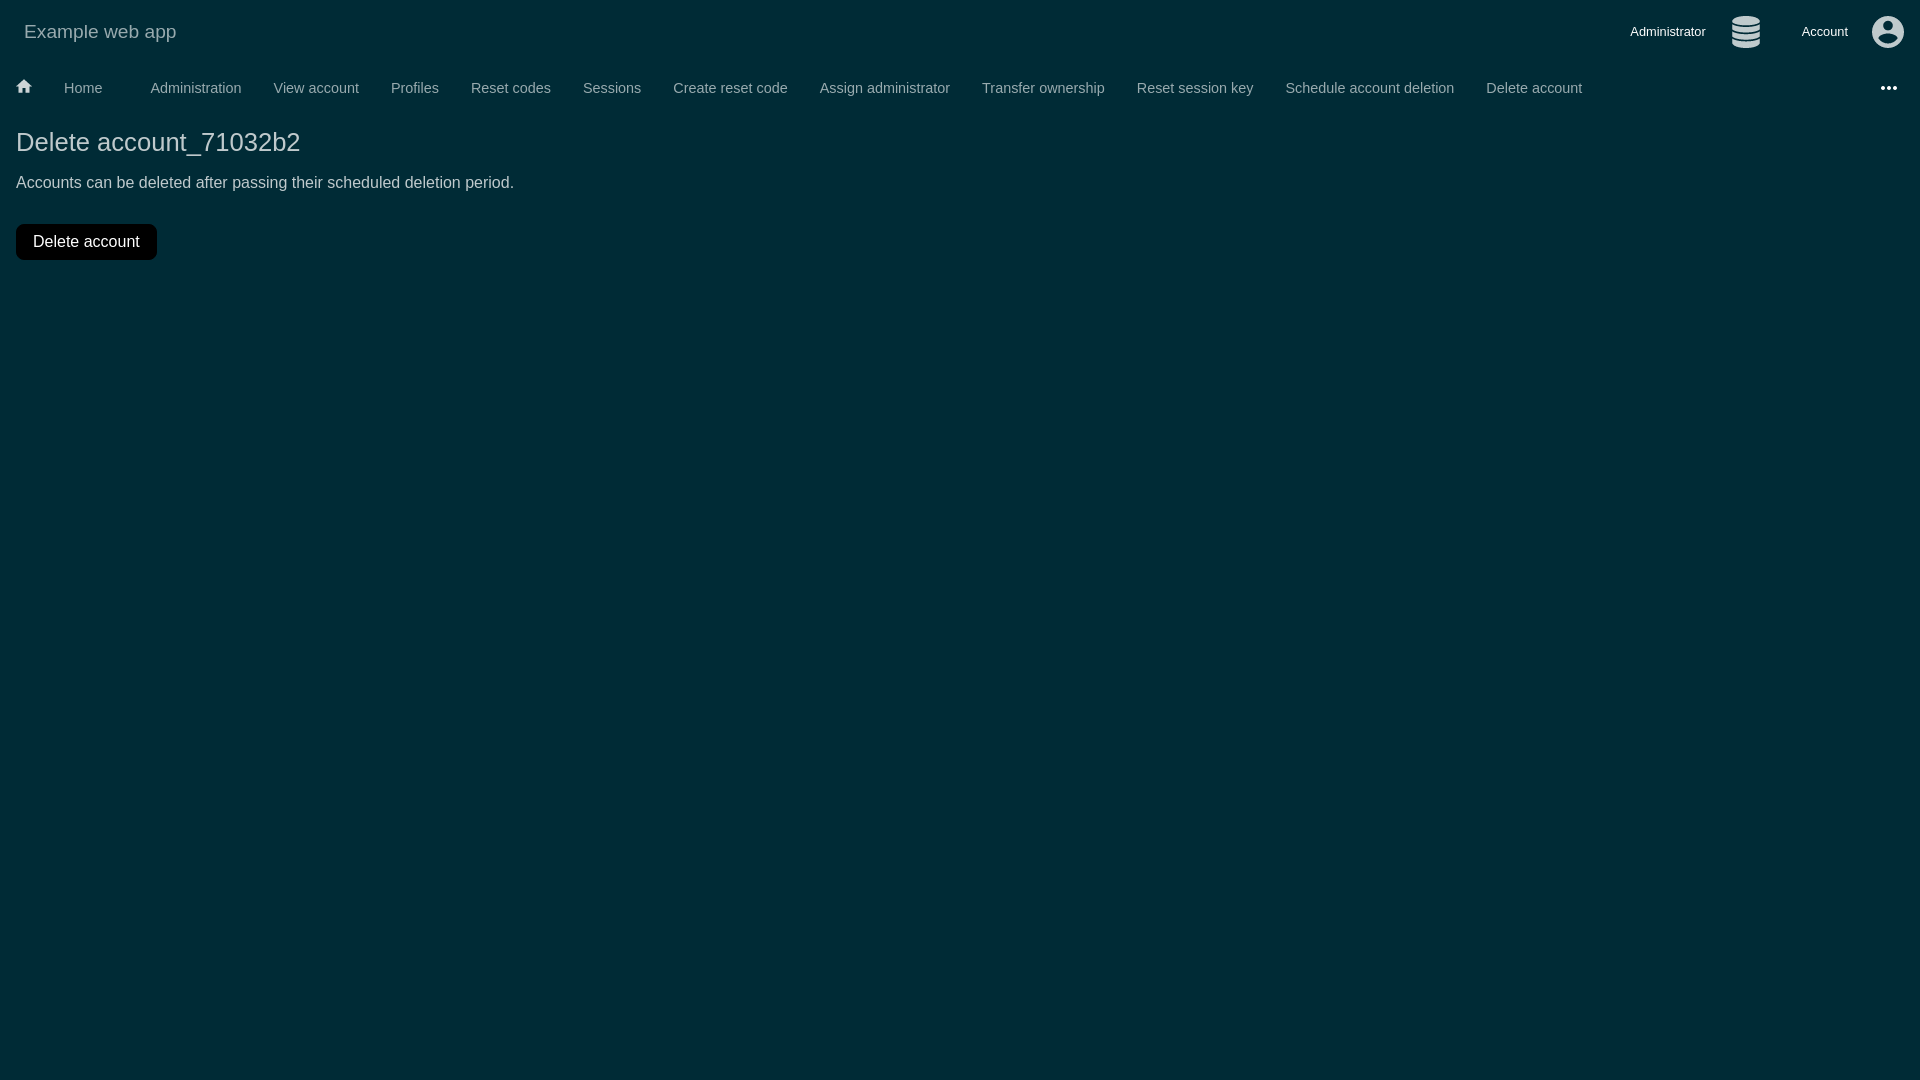 Example web app
Administrator
Account
Home
Administration
View account
Profiles
Reset codes
Sessions
Create reset code
Assign administrator
Transfer ownership
Reset session key
Schedule account deletion
Delete account
Delete account_71032b2
Accounts can be deleted after passing their scheduled deletion period.
Delete account